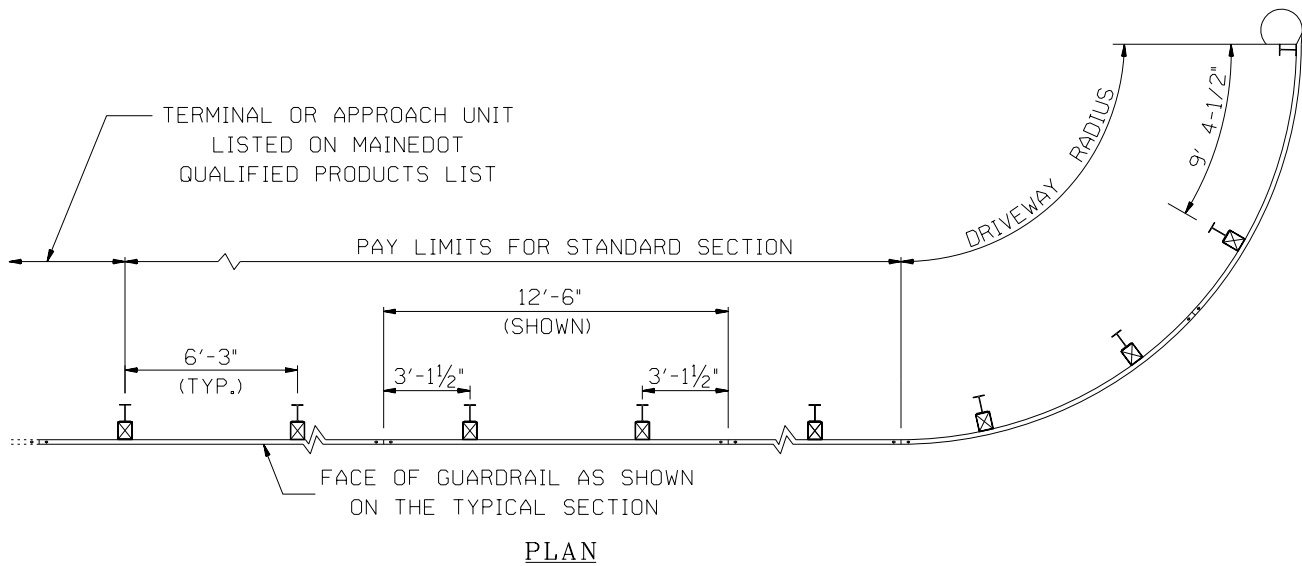 TERMINAL OR APPROACH UNIT
LISTED ON MAINEDOT
QUALIFIED PRODUCTS LIST
DRIVEWAY RADIUS
9' 4-1/2"
PAY LIMITS FOR STANDARD SECTION
12'-6"
(SHOWN)
6'-3"
(TYP.)
3'-1½"
3'-1½"
FACE OF GUARDRAIL AS SHOWN
ON THE TYPICAL SECTION
PLAN